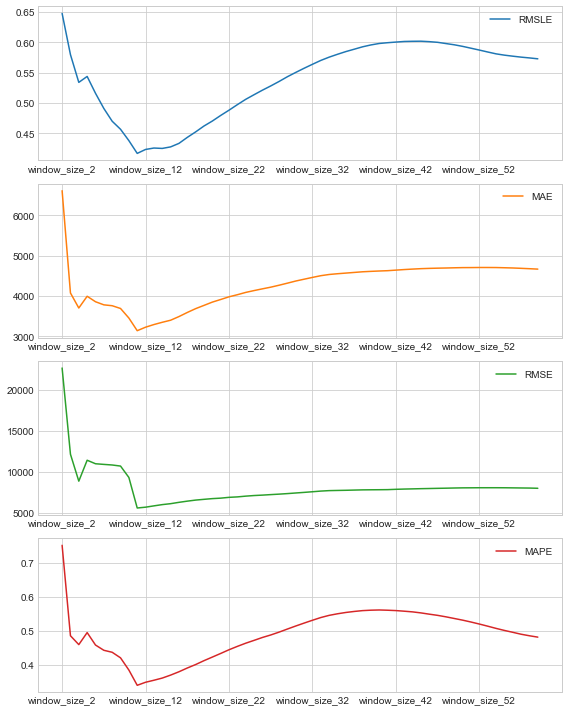 0.65
RMSLE
0.60
0.55
0.50
0.45
window_size_2 window_size_12 window_size_22 window_size_32 window_size_42 window_size_52
MAE
6000
5000
4000
3000
window_size_2 window_size_12 window_size_22 window_size_32 window_size_42 window_size_52
RMSE
20000
15000
10000
5000
window_size_2 window_size_12 window_size_22 window_size_32 window_size_42 window_size_52
MAPE
0.7
0.6
0.5
0.4
window_size_2 window_size_12 window_size_22 window_size_32 window_size_42 window_size_52